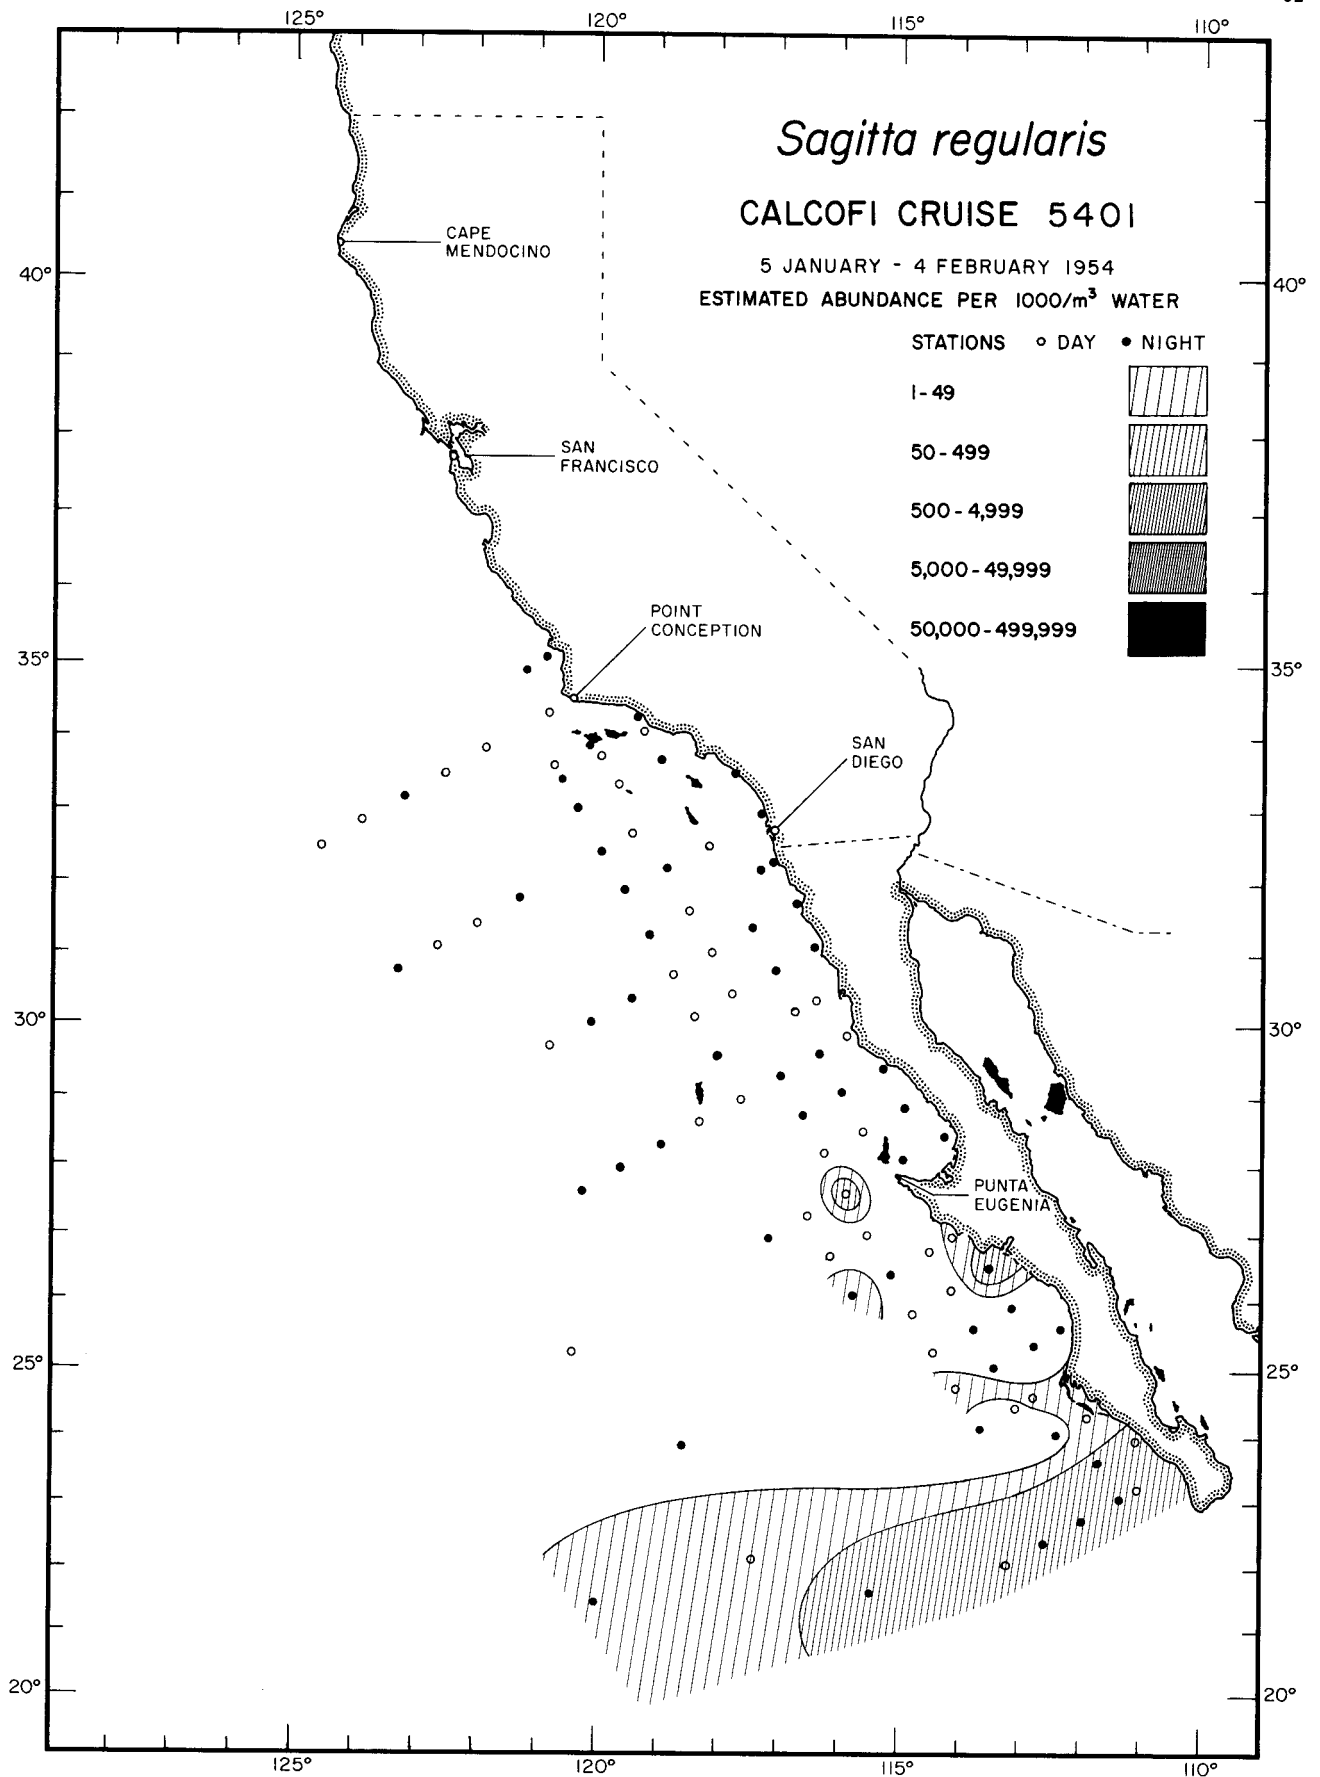 125°
120°
115°
110°
Sagitta regularis
CALCOFI CRUISE 5401
5 JANUARY - 4 FEBRUARY 1954
ESTIMATED ABUNDANCE PER 1000/m³ WATER
STATIONS ○ DAY ● NIGHT
1-49
50-499
500-4,999
5,000-49,999
50,000-499,999
CAPE
MENDOCINO
40°
40°
SAN
FRANCISCO
POINT
CONCEPTION
35°
35°
SAN
DIEGO
30°
30°
PUNTA
EUGENIA
25°
25°
20°
20°
125°
120°
115°
110°